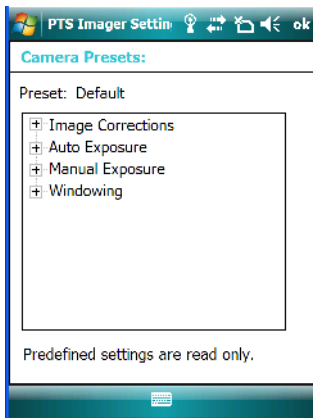 PTS Imager Settin
ok
Camera Presets:
Preset: Default
Image Corrections
Auto Exposure
Manual Exposure
Windowing
Predefined settings are read only.